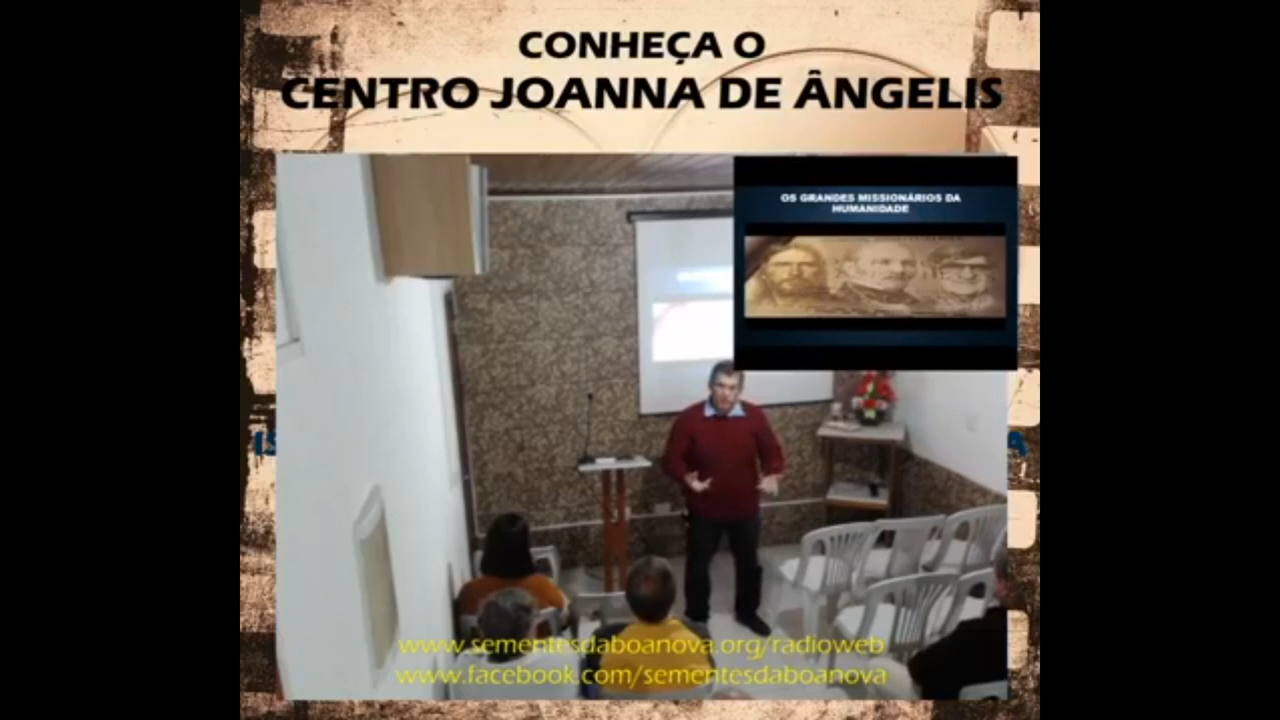 CONHEÇA O
CENTRO JOANNA DE ÂNGELIS
OS GRANDES MISSIONÁRIOS DA
HUMANIDADE
www.sementesdaboanova.org/radioweb
www.facebook.com/sementesdaboanova